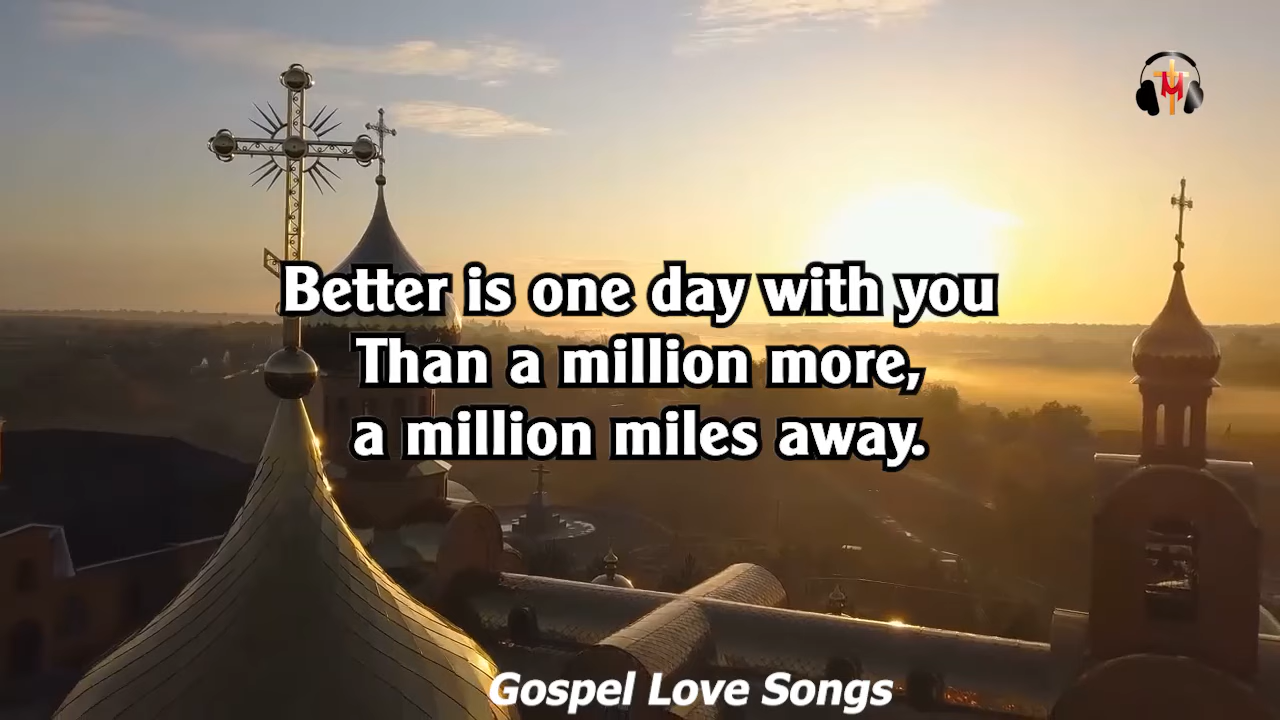 Better is one day with you
Than a million more,
a million miles away.
Gospel Love Songs